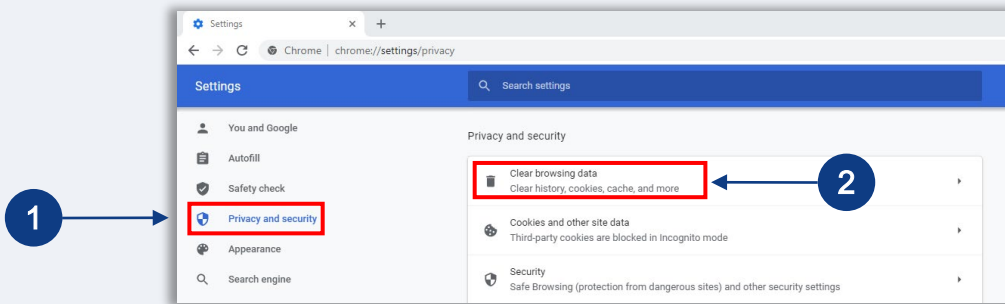 Settings
Chrome | chrome://settings/privacy
Settings
Search settings
You and Google
Autofill
Safety check
Privacy and security
Appearance
Search engine
Privacy and security
Clear browsing data
Clear history, cookies, cache, and more
Cookies and other site data
Third-party cookies are blocked in Incognito mode
Security
Safe Browsing (protection from dangerous sites) and other security settings
1
2